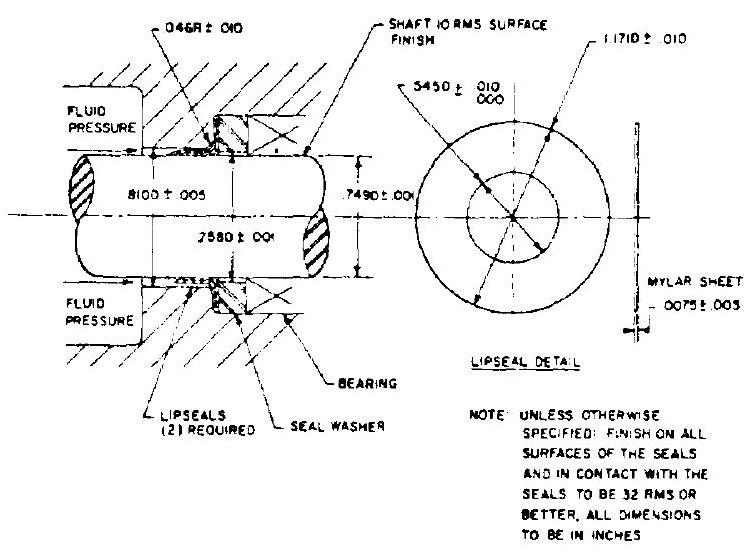 .046R ± .010
SHAFT 10 RMS SURFACE
FINISH
1.1710 ± .010
.5450 ± .010
.000
FLUID
PRESSURE
.8100 ± .005
.7490 ± .001
.7580 ± .001
FLUID
PRESSURE
MYLAR SHEET
.0075 ± .005
LIPSEAL DETAIL
BEARING
LIPSEALS
(2) REQUIRED
SEAL WASHER
NOTE: UNLESS OTHERWISE
SPECIFIED: FINISH ON ALL
SURFACES OF THE SEALS
AND IN CONTACT WITH THE
SEALS TO BE 32 RMS OR
BETTER, ALL DIMENSIONS
TO BE IN INCHES